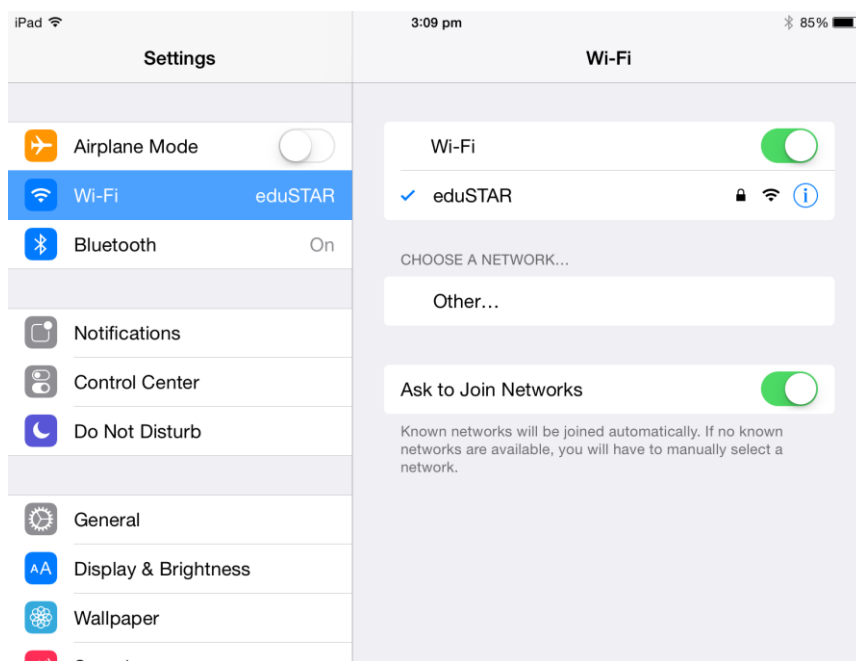 iPad
3:09 pm
85%
Settings
Wi-Fi
Airplane Mode
Wi-Fi eduSTAR
Bluetooth On
Notifications
Control Center
Do Not Disturb
General
AA Display & Brightness
Wallpaper
Wi-Fi
eduSTAR
CHOOSE A NETWORK...
Other...
Ask to Join Networks
Known networks will be joined automatically. If no known
networks are available, you will have to manually select a
network.